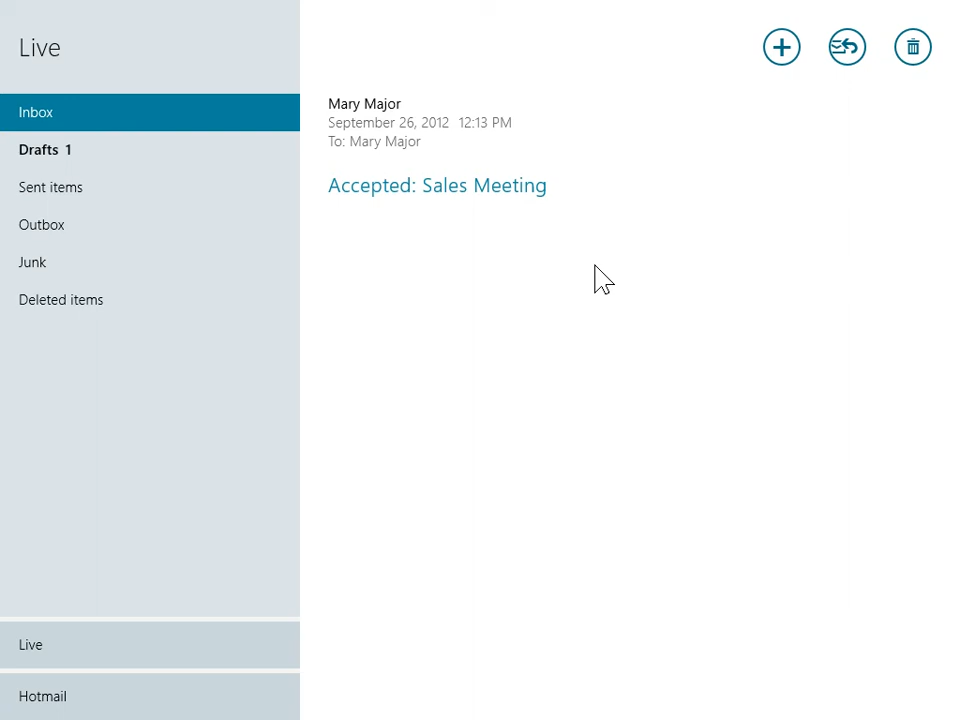 Live
Inbox
Drafts 1
Sent items
Outbox
Junk
Deleted items
Live
Hotmail
Mary Major
September 26, 2012 12:13 PM
To: Mary Major
Accepted: Sales Meeting